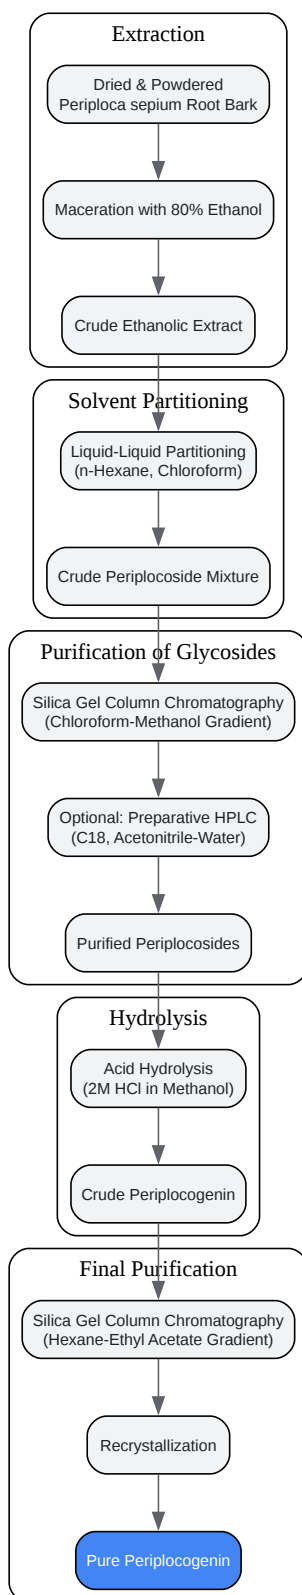 Extraction
Dried & Powdered
Periploca sepium Root Bark
Maceration with 80% Ethanol
Crude Ethanolic Extract
Solvent Partitioning
Liquid-Liquid Partitioning
(n-Hexane, Chloroform)
Crude Periplocoside Mixture
Purification of Glycosides
Silica Gel Column Chromatography
(Chloroform-Methanol Gradient)
Optional: Preparative HPLC
(C18, Acetonitrile-Water)
Purified Periplocosides
Hydrolysis
Acid Hydrolysis
(2M HCl in Methanol)
Crude Periplocogenin
Final Purification
Silica Gel Column Chromatography
(Hexane-Ethyl Acetate Gradient)
Recrystallization
Pure Periplocogenin